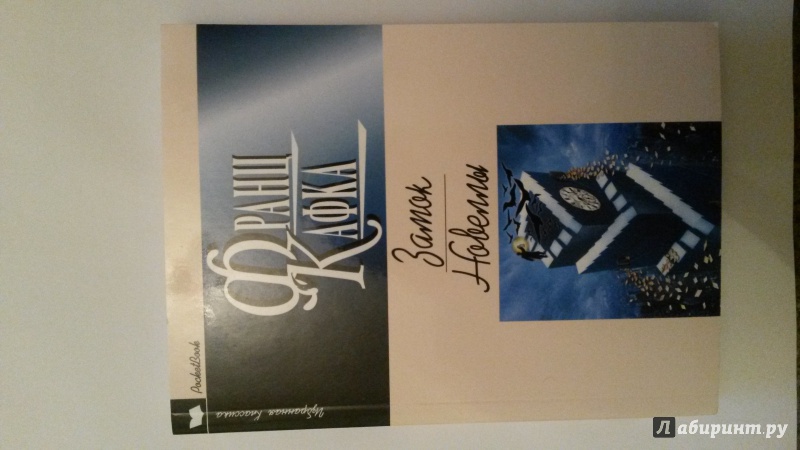 PocketBook
Избранная классика
ФРАНЦ
КАФКА
Замок
Новеллы
Лабиринт.ру